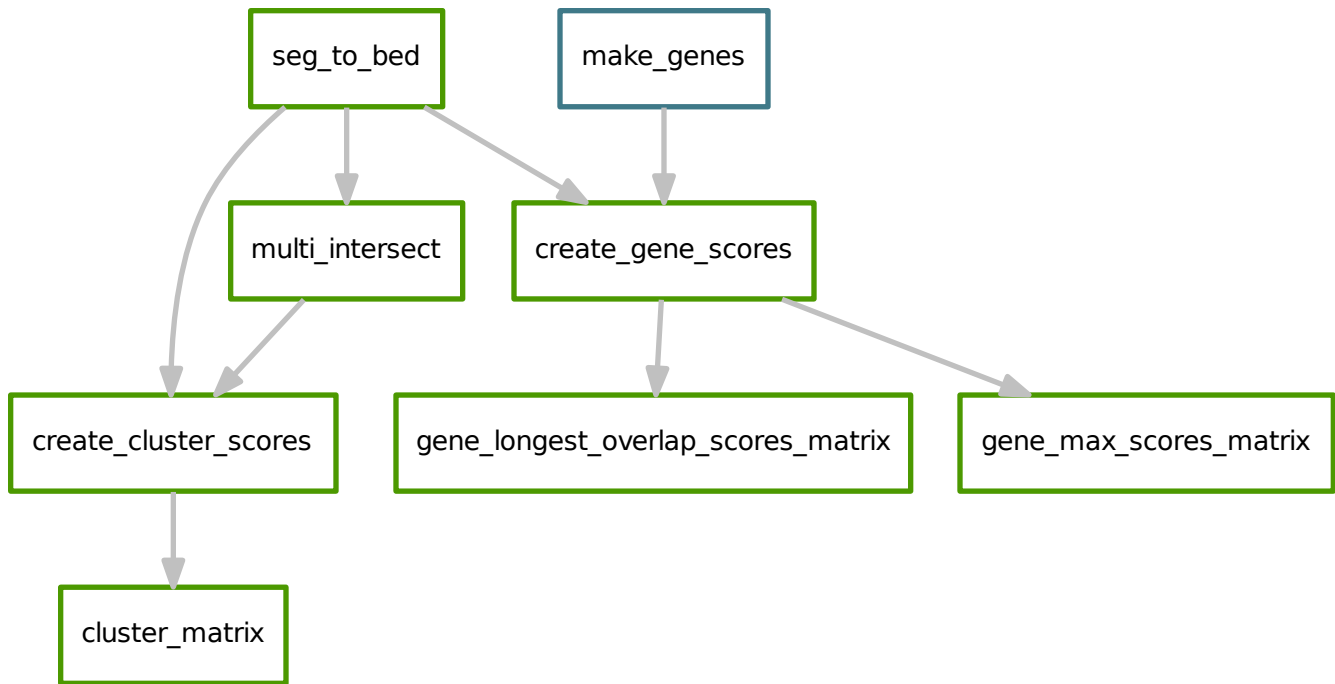 seg_to_bed
make_genes
multi_intersect
create_gene_scores
create_cluster_scores
gene_longest_overlap_scores_matrix
gene_max_scores_matrix
cluster_matrix